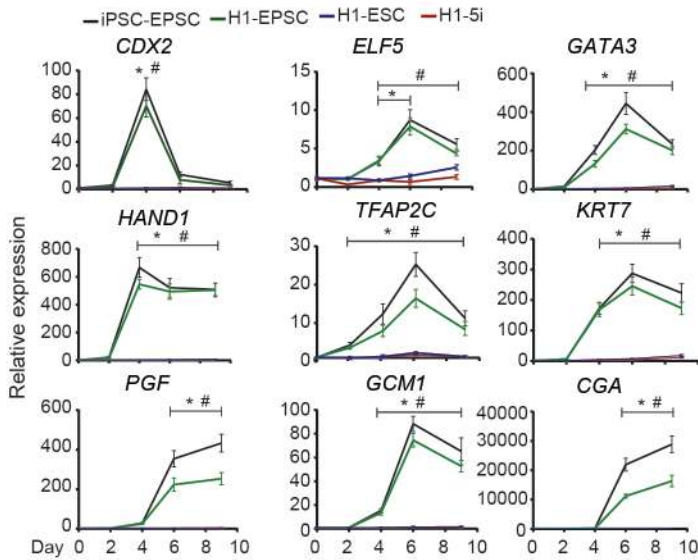 iPSC-EPSC H1-EPSC H1-ESC H1-5i
CDX2 ELF5 GATA3
* # # * * #
100 15 600
80
60 10 400
40 5 200
20
0 0 0
HAND1 TFAP2C KRT7
* # * # * #
800 30 400
600 20 300
400 200
200 10 100
0 0 0
PGF GCM1 CGA
* # * # * #
600 100 40000
400 80 30000
60 20000
200 40 10000
20
0 0 0
Day 0 2 4 6 8 10 0 2 4 6 8 10 0 2 4 6 8 10
Relative expression